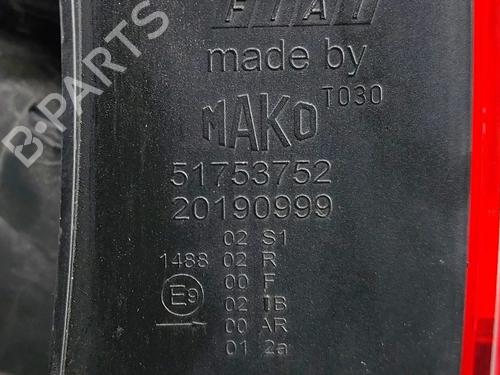 FIAT
made by
MAKO T030
51753752
20190999
02 S1
1488 02 R
00 F
E9 02 IB
00 AR
01 2a
B-PARTS